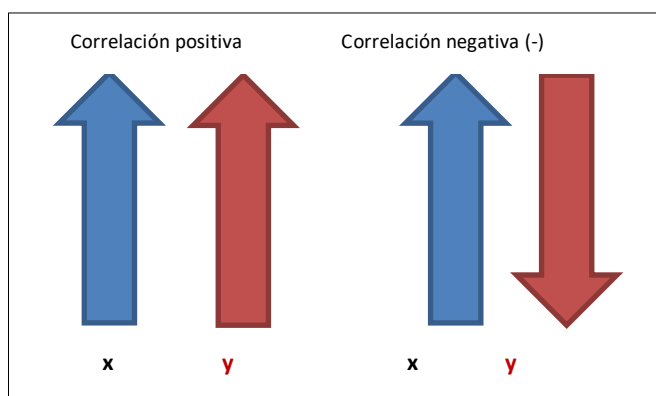 Correlación positiva
Correlación negativa (-)
x
y
x
y